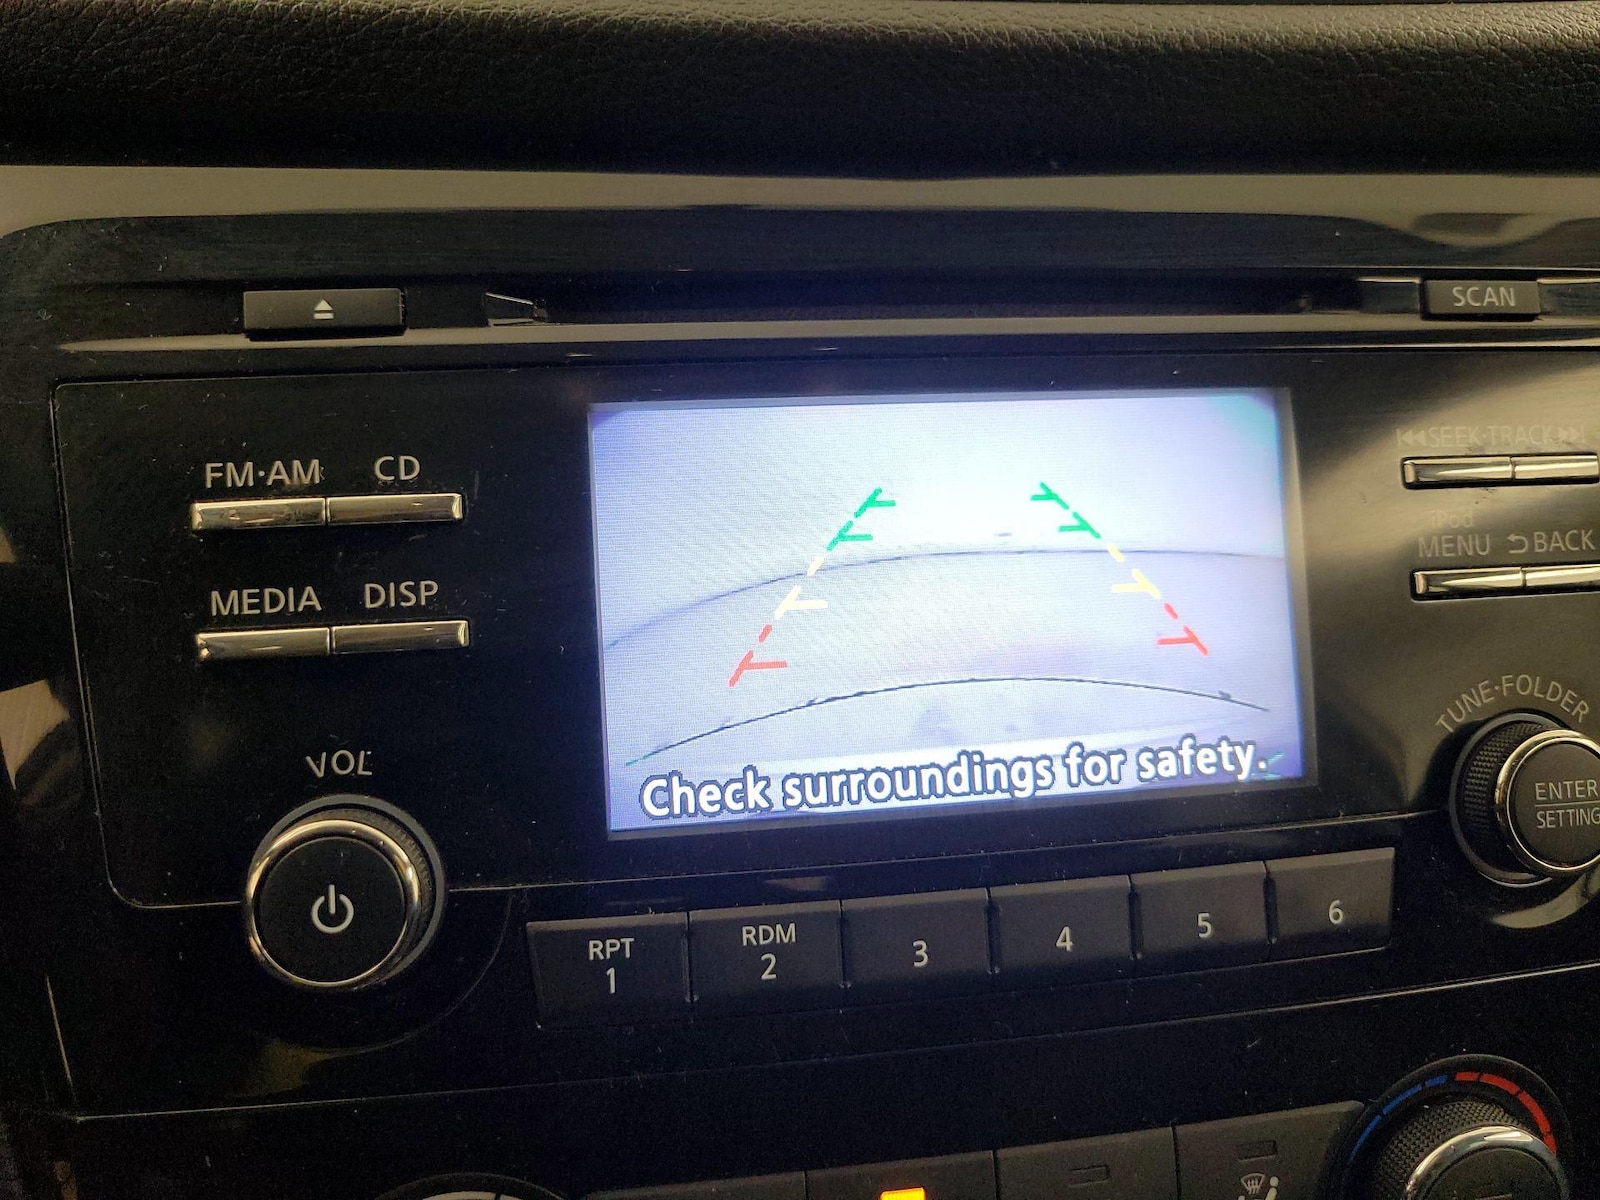 SCAN
FM·AM CD
SEEK·TRACK
iPod
MENU BACK
MEDIA DISP
TUNE·FOLDER
VOL
Check surroundings for safety.
ENTER
SETTING
RPT
1
RDM
2
3
4
5
6